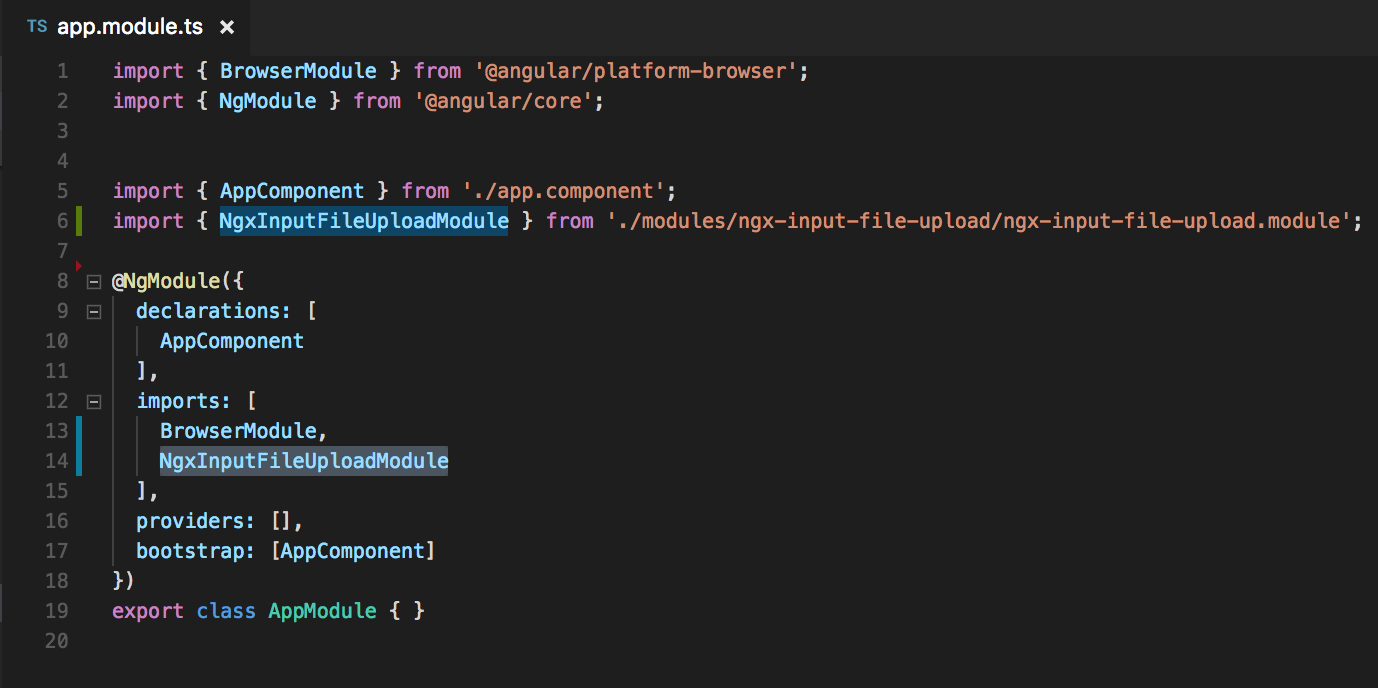 TS app.module.ts ×
1 import { BrowserModule } from '@angular/platform-browser';
2 import { NgModule } from '@angular/core';
3
4
5 import { AppComponent } from './app.component';
6 import { NgxInputFileUploadModule } from './modules/ngx-input-file-upload/ngx-input-file-upload.module';
7
8 @NgModule({
9   declarations: [
10     AppComponent
11   ],
12   imports: [
13     BrowserModule,
14     NgxInputFileUploadModule
15   ],
16   providers: [],
17   bootstrap: [AppComponent]
18 })
19 export class AppModule { }
20